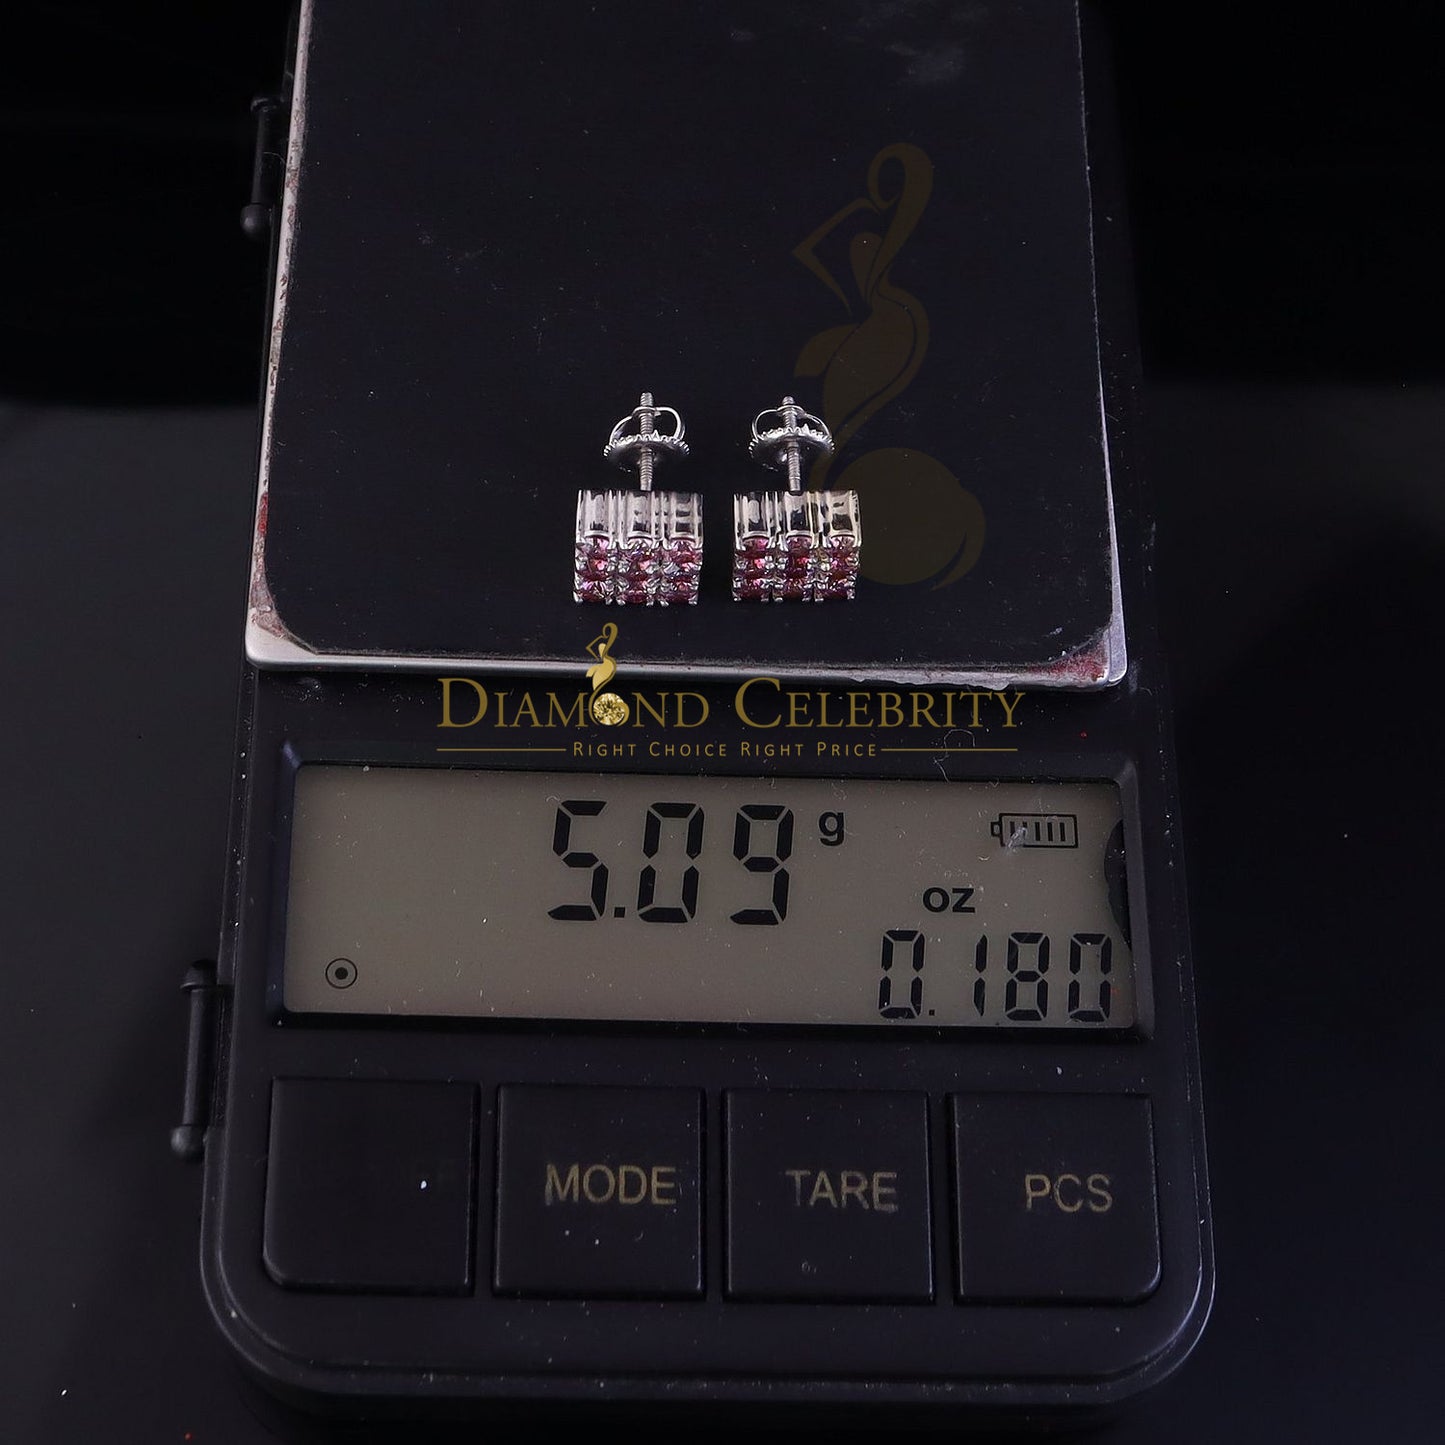 DIAMOND CELEBRITY
RIGHT CHOICE RIGHT PRICE
5.09 g
oz
0.180
MODE TARE PCS